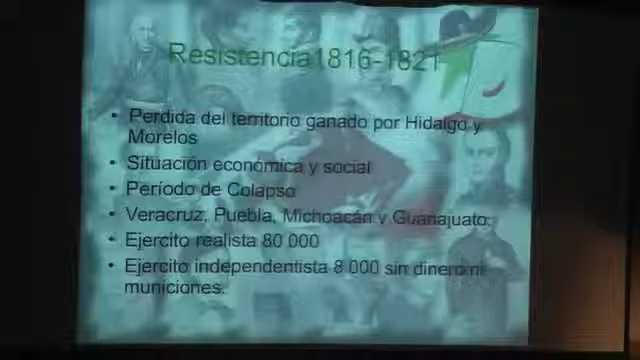 Resistencia1816-1821
• Perdida del territorio ganado por Hidalgo y
Morelos
• Situación económica y social
• Período de Colapso
• Veracruz, Puebla, Michoacán y Guanajuato.
• Ejercito realista 80 000
• Ejercito independentista 8 000 sin dinero ni
municiones.